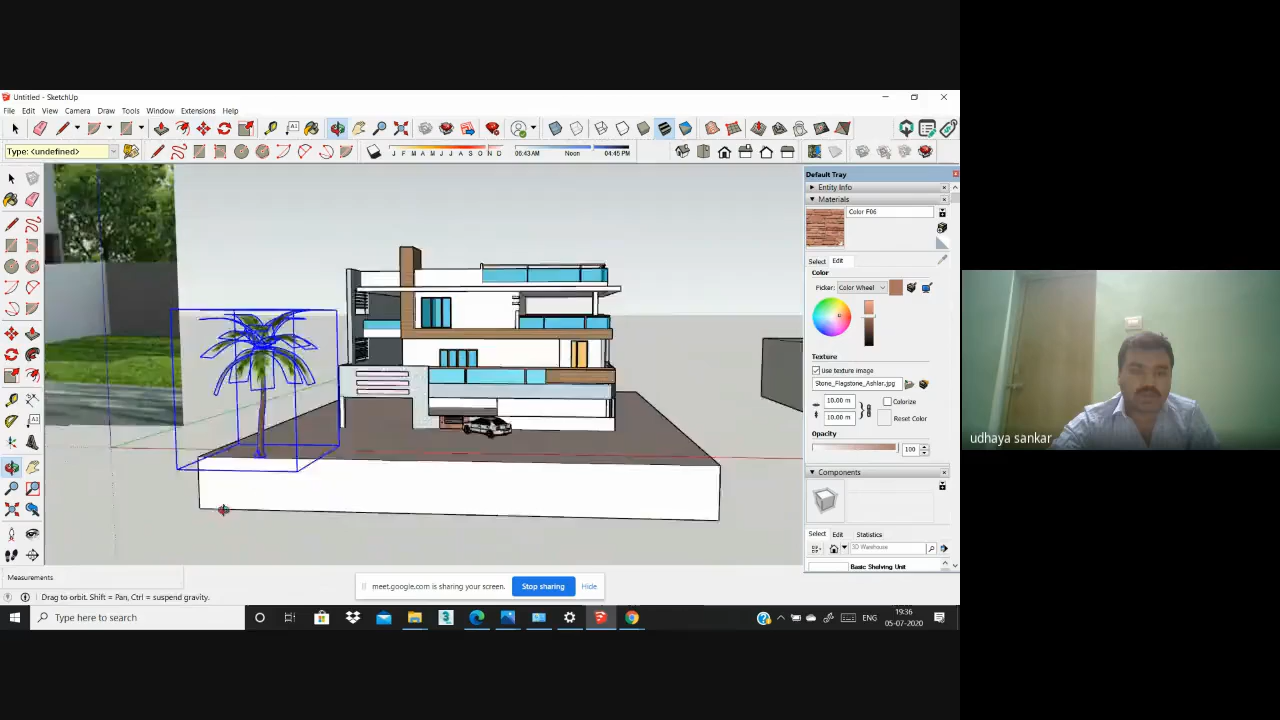 Untitled - SketchUp
File Edit View Camera Draw Tools Window Extensions Help
Type: <undefined>
J F M A M J J A S O N D
06:43 AM Noon 04:45 PM
Default Tray
Entity Info
Materials
Color F06
Select Edit
Color
Picker: Color Wheel
Texture
Use texture image
Stone_Flagstone_Ashlar.jpg
10.00 m
Colorize
10.00 m
Reset Color
Opacity
100
Components
Select Edit Statistics
3D Warehouse
Basic Shelving Unit
Measurements
meet.google.com is sharing your screen. Stop sharing Hide
Drag to orbit. Shift = Pan, Ctrl = suspend gravity.
Type here to search
ENG
19:36
05-07-2020
udhaya sankar